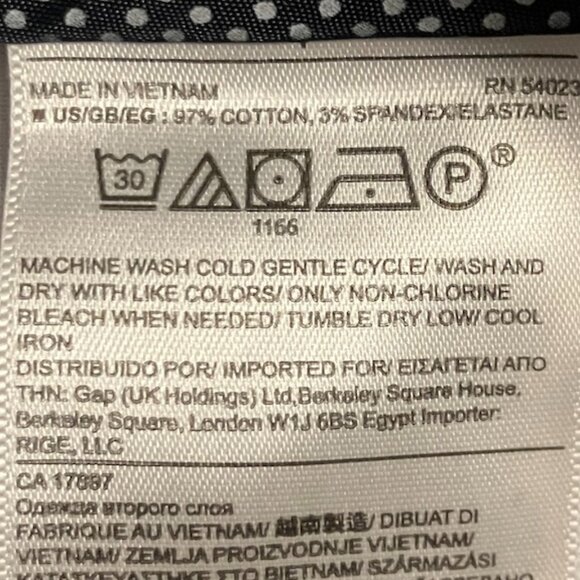 MADE IN VIETNAM RN 54023
■ US/GB/EG : 97% COTTON, 3% SPANDEX/ELASTANE
30 P ®
1166
MACHINE WASH COLD GENTLE CYCLE/ WASH AND
DRY WITH LIKE COLORS/ ONLY NON-CHLORINE
BLEACH WHEN NEEDED/ TUMBLE DRY LOW/ COOL
IRON
DISTRIBUIDO POR/ IMPORTED FOR/ ΕΙΣΑΓΕΤΑΙ ΑΠΟ
ΤΗΝ: Gap (UK Holdings) Ltd,Berkeley Square House,
Berkeley Square, London W1J 6BS Egypt Importer:
RIGE, LLC
CA 17897
Одежда второго слоя
FABRIQUE AU VIETNAM/ 越南製造/ DIBUAT DI
VIETNAM/ ZEMLJA PROIZVODNJE VIJETNAM/
ΚΑΤΑΣΚΕΥΑΣΤΗΚΕ ΣΤΟ ΒΙΕΤΝΑΜ/ SZÁRMAZÁSI